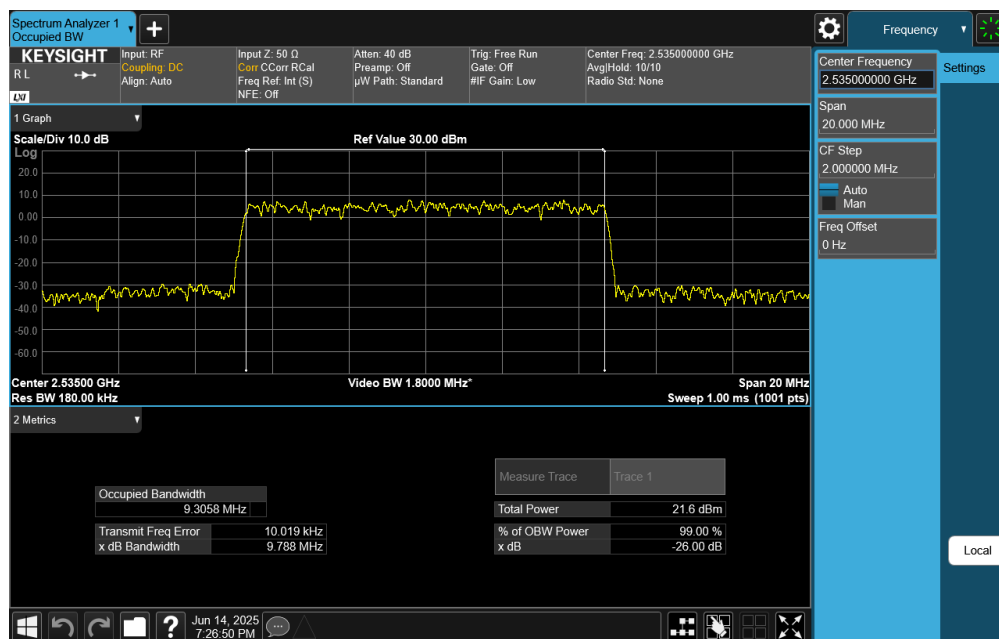 Spectrum Analyzer 1
Occupied BW
Frequency
KEYSIGHT
R L
LXI
Input: RF
Coupling: DC
Align: Auto
Input Z: 50 Ω
Corr CCorr RCal
Freq Ref: Int (S)
NFE: Off
Atten: 40 dB
Preamp: Off
µW Path: Standard
Trig: Free Run
Gate: Off
#IF Gain: Low
Center Freq: 2.535000000 GHz
Avg|Hold: 10/10
Radio Std: None
Center Frequency
2.535000000 GHz
Settings
Span
20.000 MHz
CF Step
2.000000 MHz
Auto
Man
Freq Offset
0 Hz
Local
1 Graph
Scale/Div 10.0 dB
Ref Value 30.00 dBm
Log
20.0
10.0
0.00
-10.0
-20.0
-30.0
-40.0
-50.0
-60.0
Center 2.53500 GHz
Video BW 1.8000 MHz*
Span 20 MHz
Res BW 180.00 kHz
Sweep 1.00 ms (1001 pts)
2 Metrics
Measure Trace Trace 1
Occupied Bandwidth
9.3058 MHz
Total Power 21.6 dBm
Transmit Freq Error 10.019 kHz
% of OBW Power 99.00 %
x dB Bandwidth 9.788 MHz
x dB -26.00 dB
?
Jun 14, 2025
7:26:50 PM